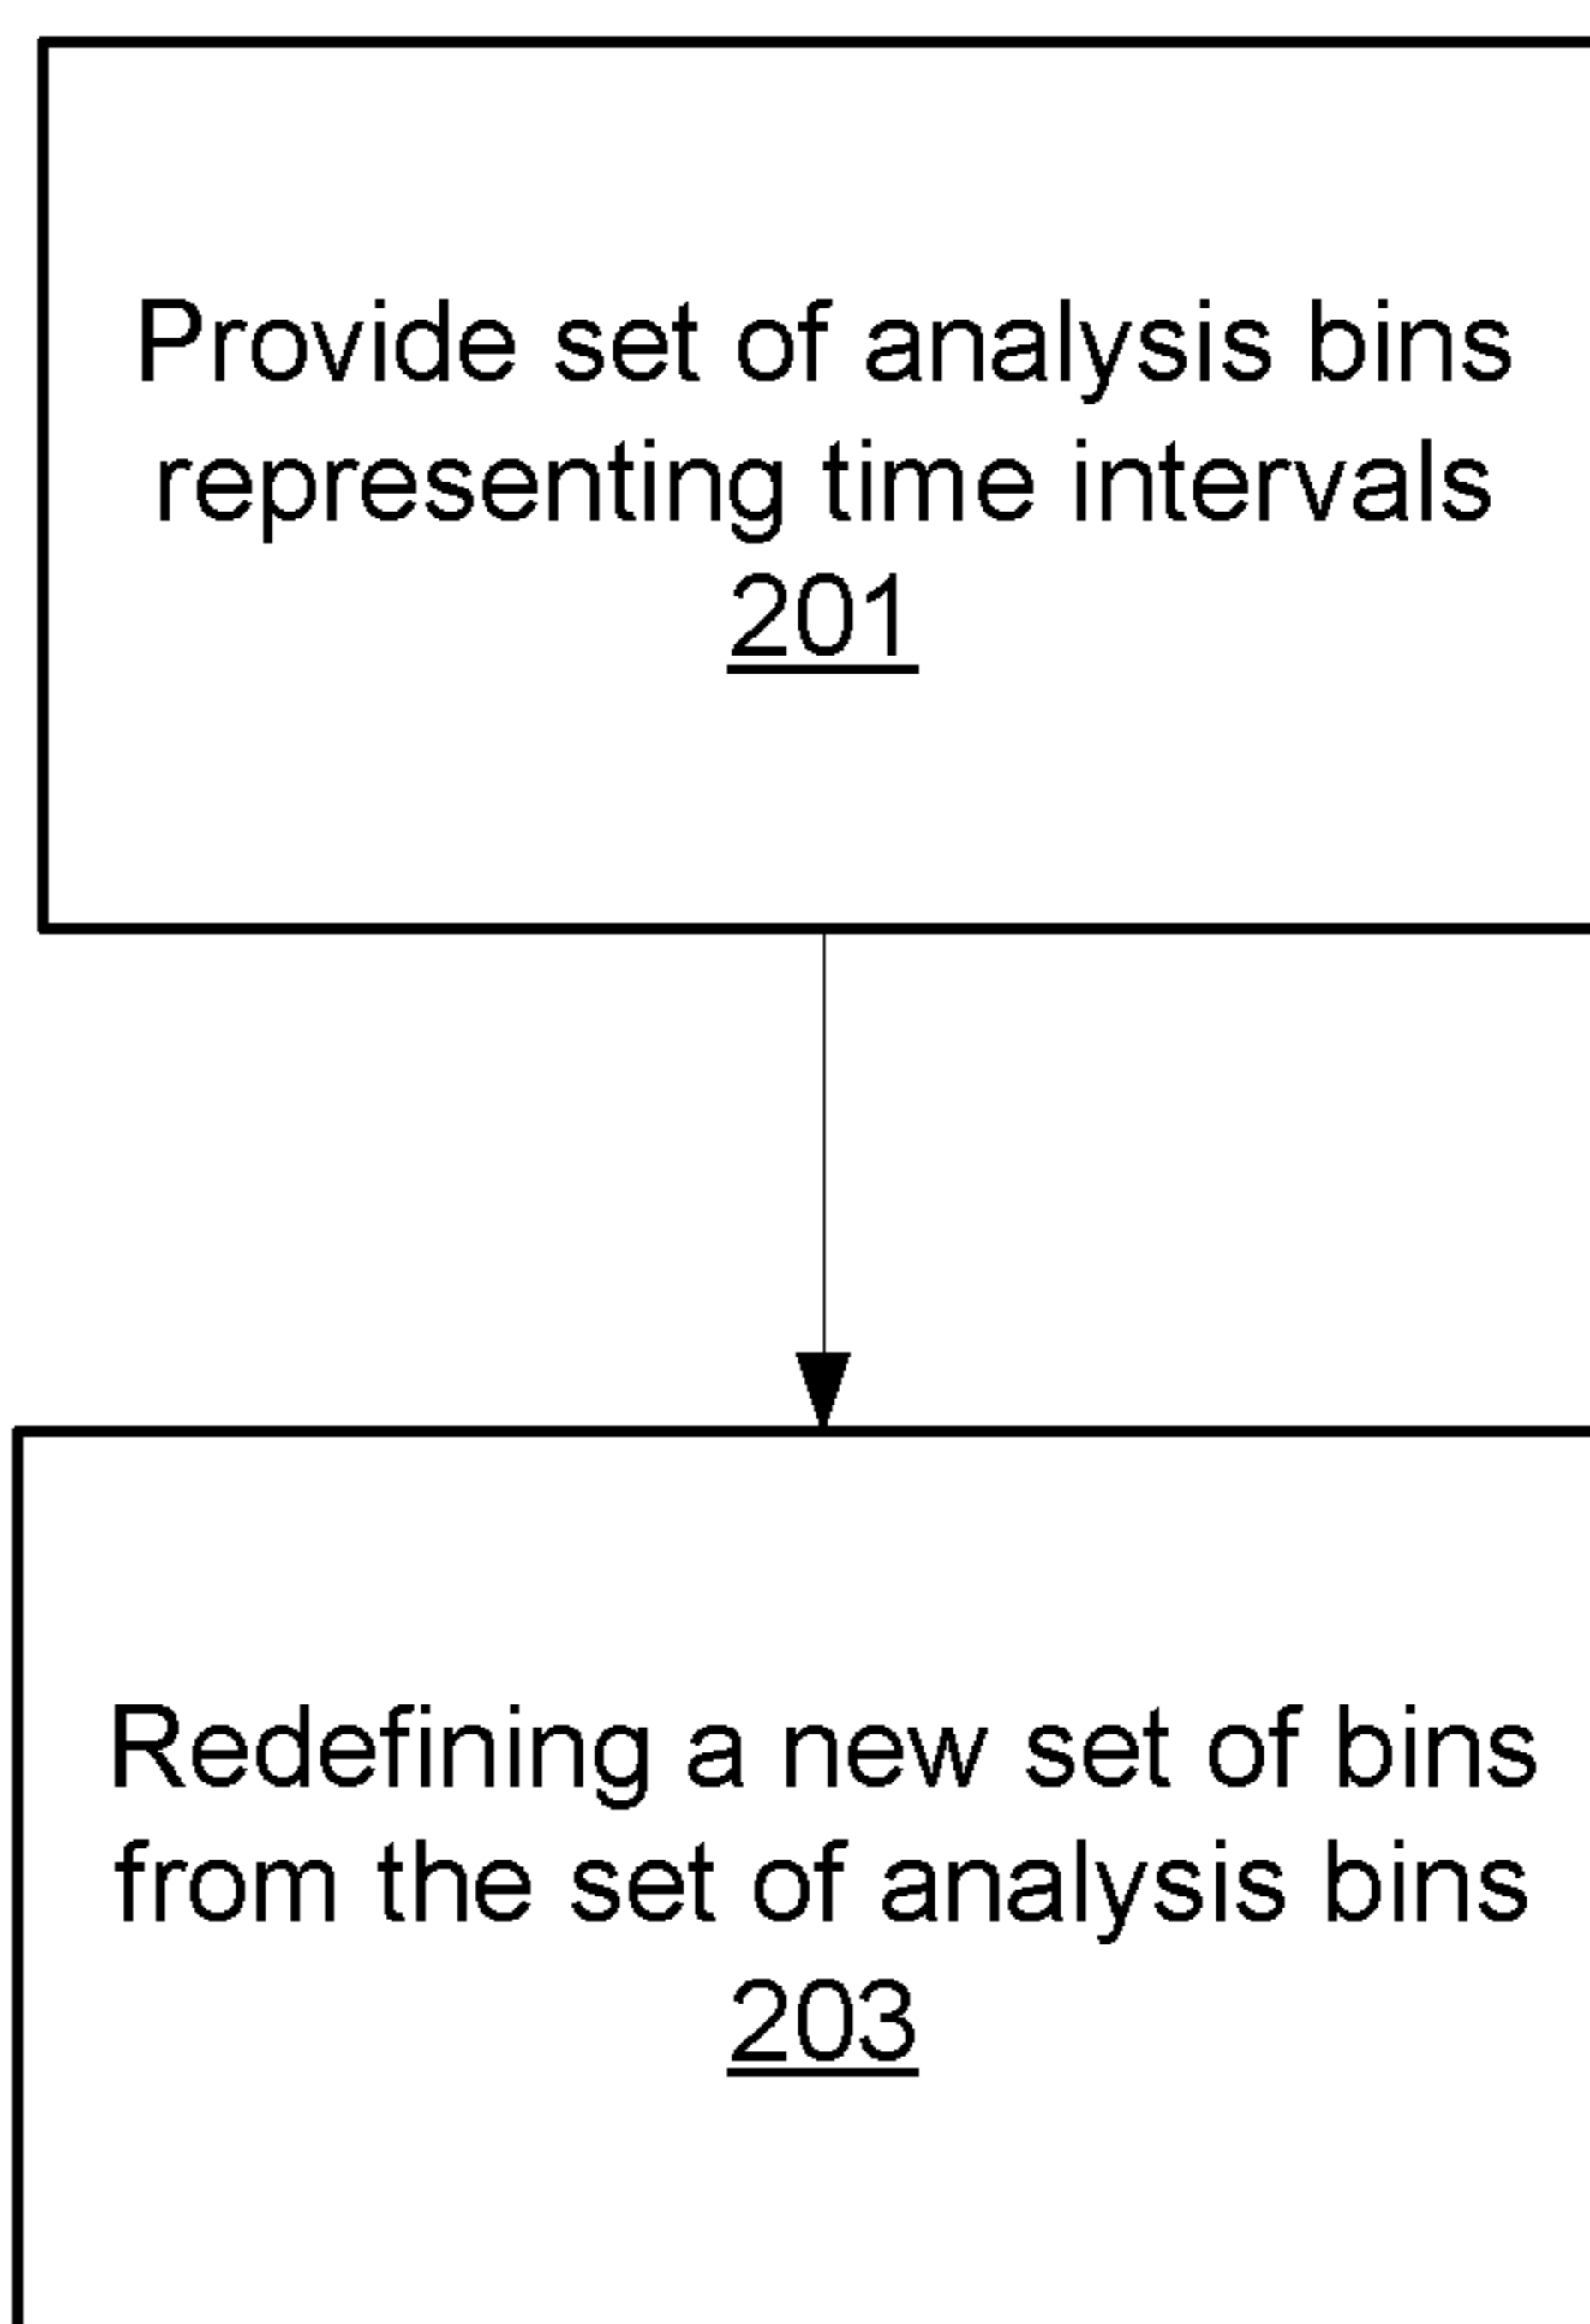 Provide set of analysis bins
representing time intervals
201
Redefining a new set of bins
from the set of analysis bins
203